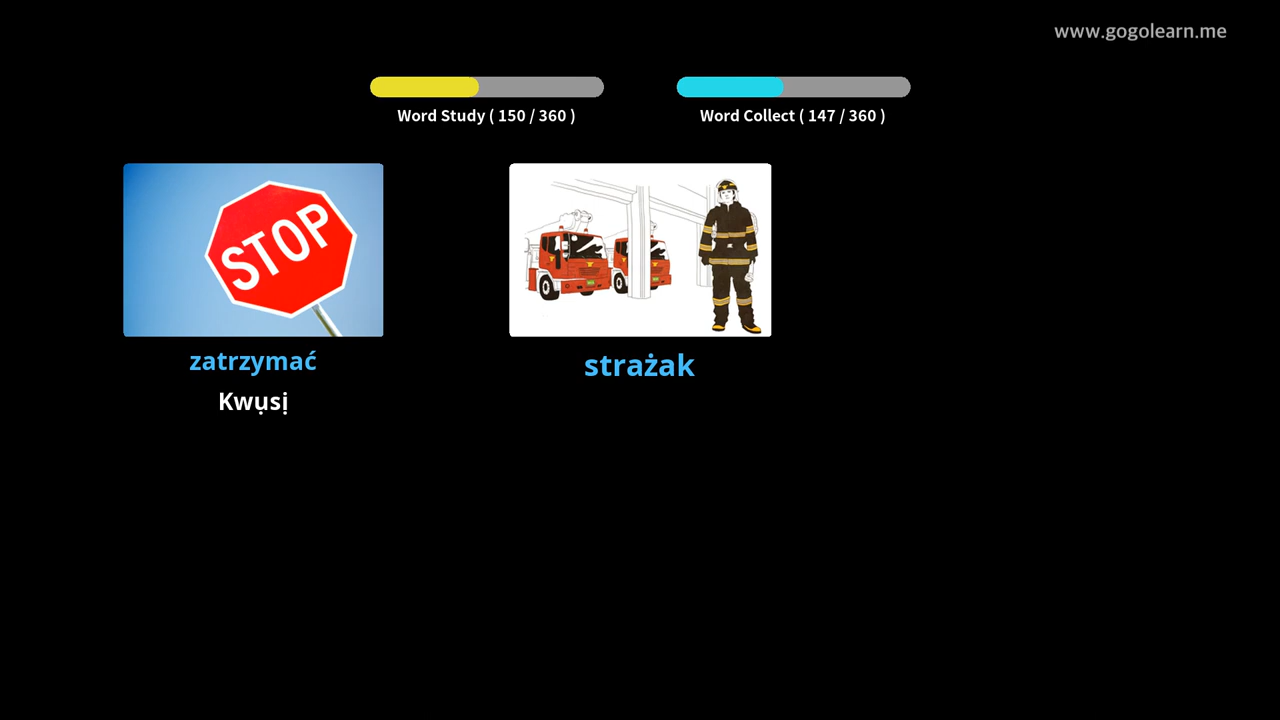 www.gogolearn.me
Word Study ( 150 / 360 )
Word Collect ( 147 / 360 )
STOP
zatrzymać
Kwụsị
strażak